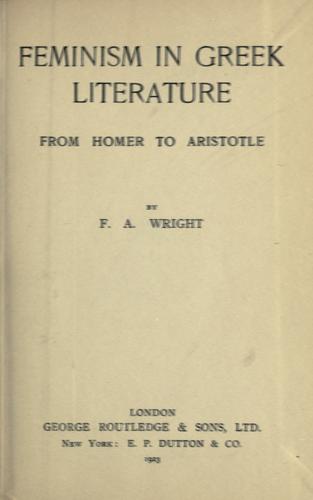 FEMINISM IN GREEK
LITERATURE
FROM HOMER TO ARISTOTLE
BY
F. A. WRIGHT
LONDON
GEORGE ROUTLEDGE & SONS, LTD.
NEW YORK: E. P. DUTTON & CO.
1923